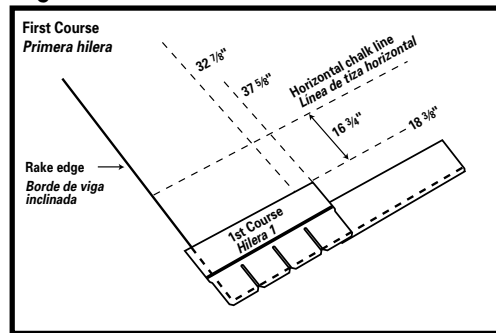 First Course
Primera hilera
32 7/8"
37 5/8"
Horizontal chalk line
Línea de tiza horizontal
16 3/4"
18 3/8"
Rake edge
Borde de viga
inclinada
1st Course
Hilera 1